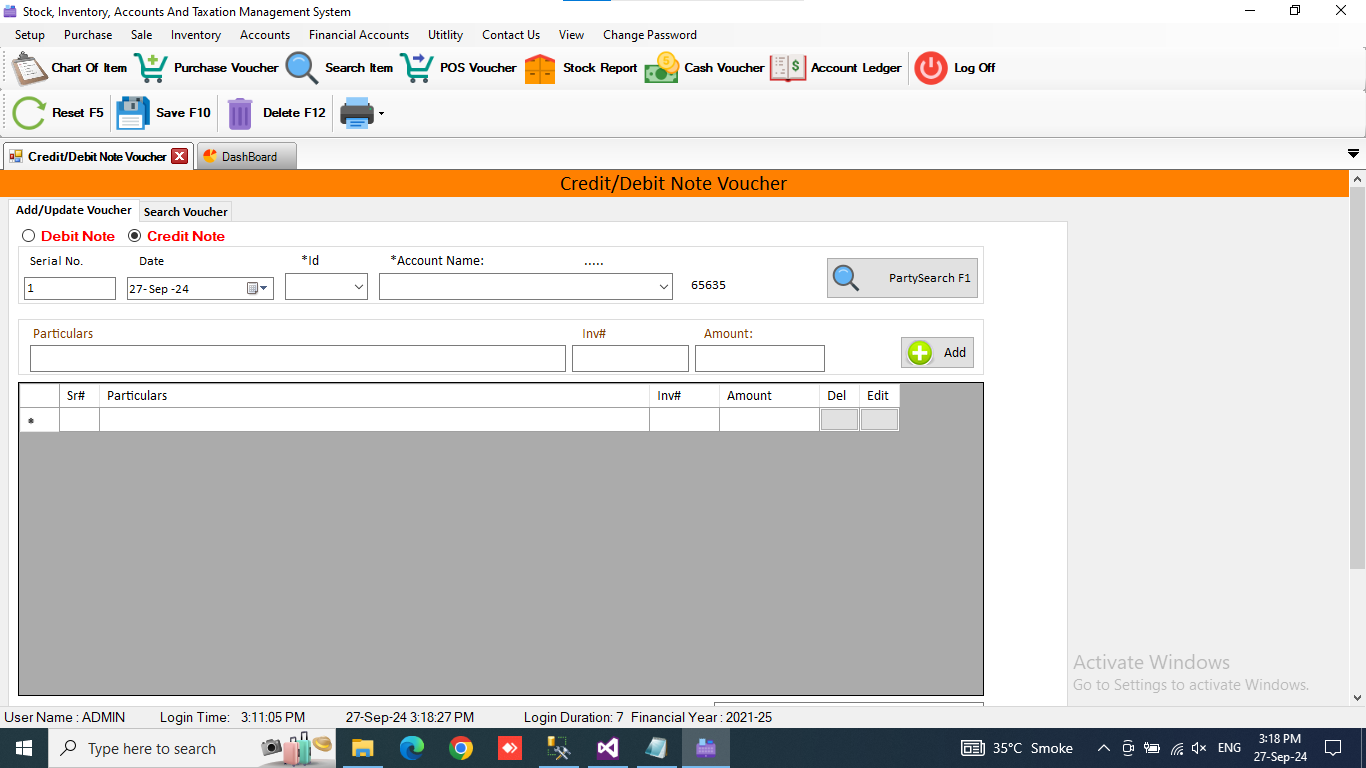 Stock, Inventory, Accounts And Taxation Management System
Setup Purchase Sale Inventory Accounts Financial Accounts Uitility Contact Us View Change Password
Chart Of Item Purchase Voucher Search Item POS Voucher Stock Report Cash Voucher Account Ledger Log Off
Reset F5 Save F10 Delete F12
Credit/Debit Note Voucher DashBoard
Credit/Debit Note Voucher
Add/Update Voucher Search Voucher
Debit Note Credit Note
Serial No. Date *Id *Account Name: .....
1 27- Sep -24 65635 PartySearch F1
Particulars Inv# Amount:
Add
Sr# Particulars Inv# Amount Del Edit
*
Activate Windows
Go to Settings to activate Windows.
User Name : ADMIN Login Time: 3:11:05 PM 27-Sep-24 3:18:27 PM Login Duration: 7 Financial Year : 2021-25
Type here to search 35°C Smoke ENG 3:18 PM
27-Sep-24